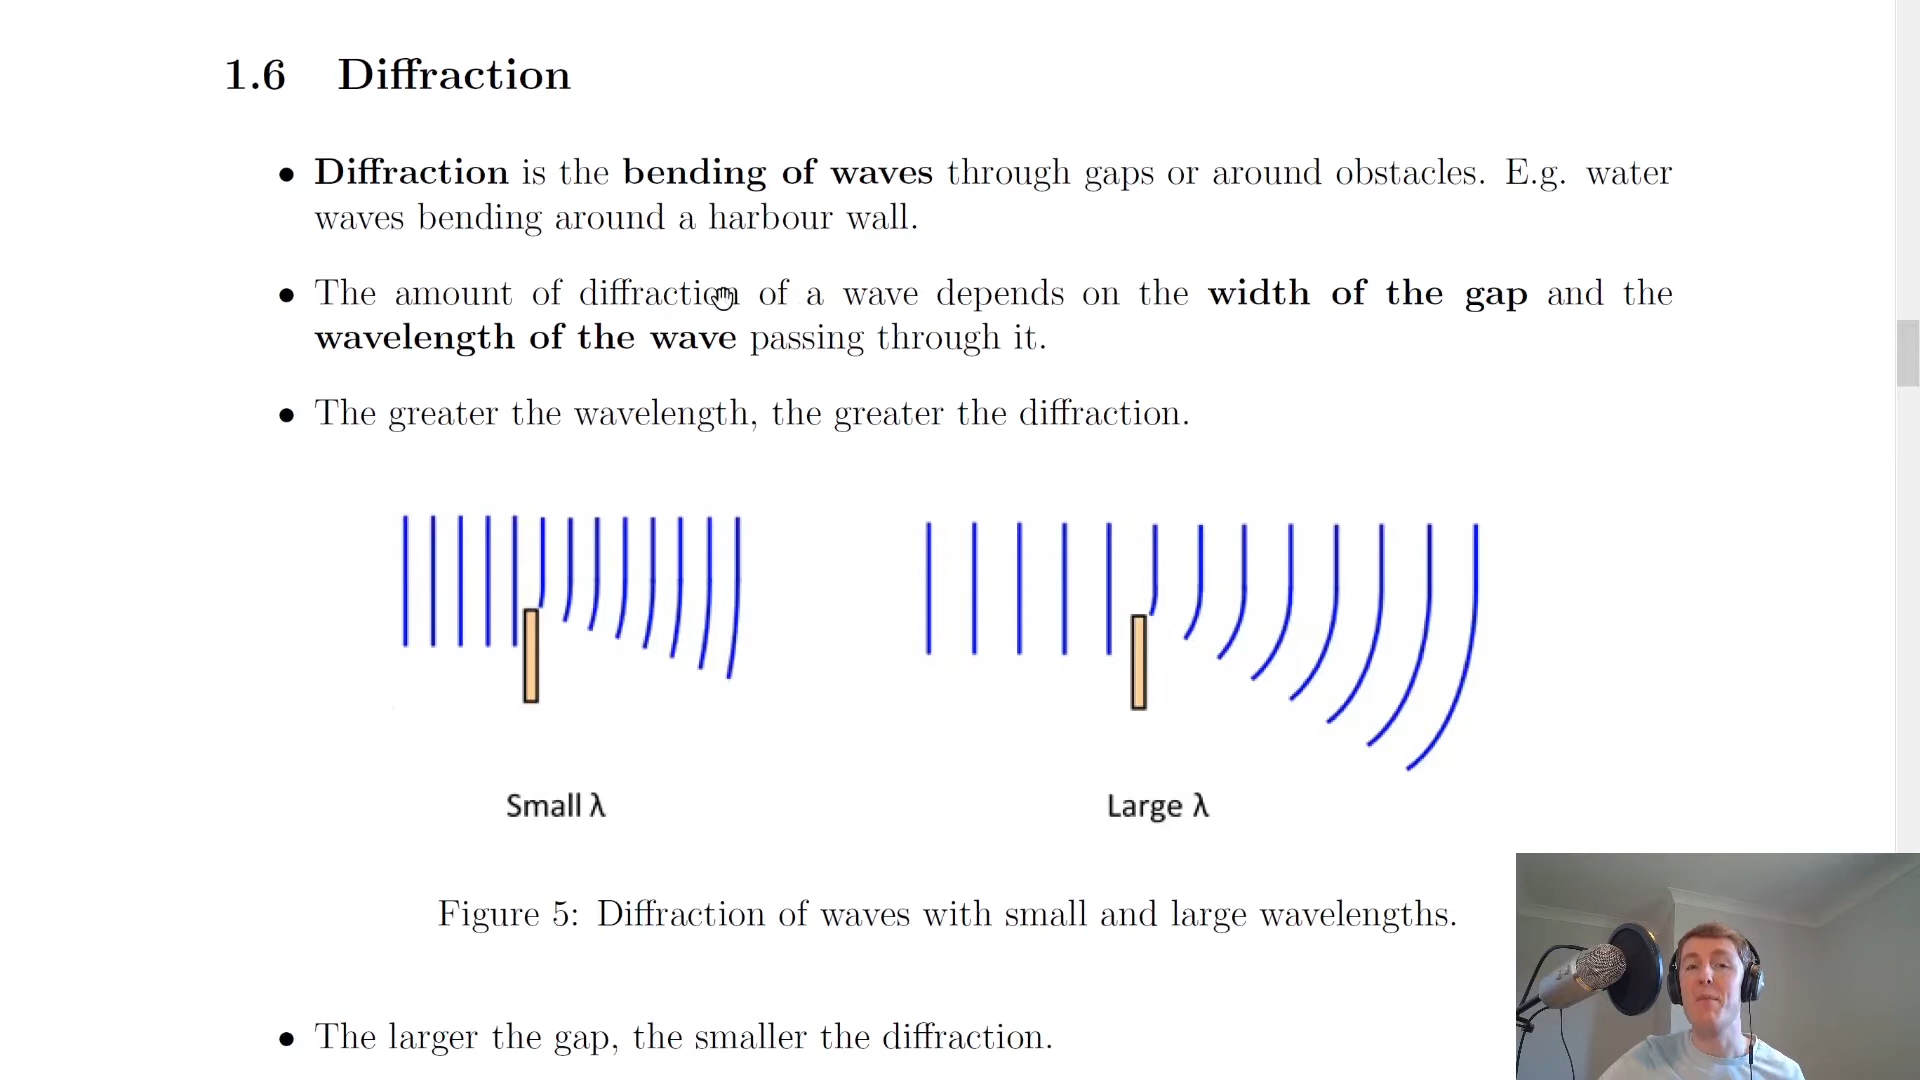 1.6 Diffraction
• Diffraction is the bending of waves through gaps or around obstacles. E.g. water
waves bending around a harbour wall.
• The amount of diffraction of a wave depends on the width of the gap and the
wavelength of the wave passing through it.
• The greater the wavelength, the greater the diffraction.
Small λ
Large λ
Figure 5: Diffraction of waves with small and large wavelengths.
• The larger the gap, the smaller the diffraction.